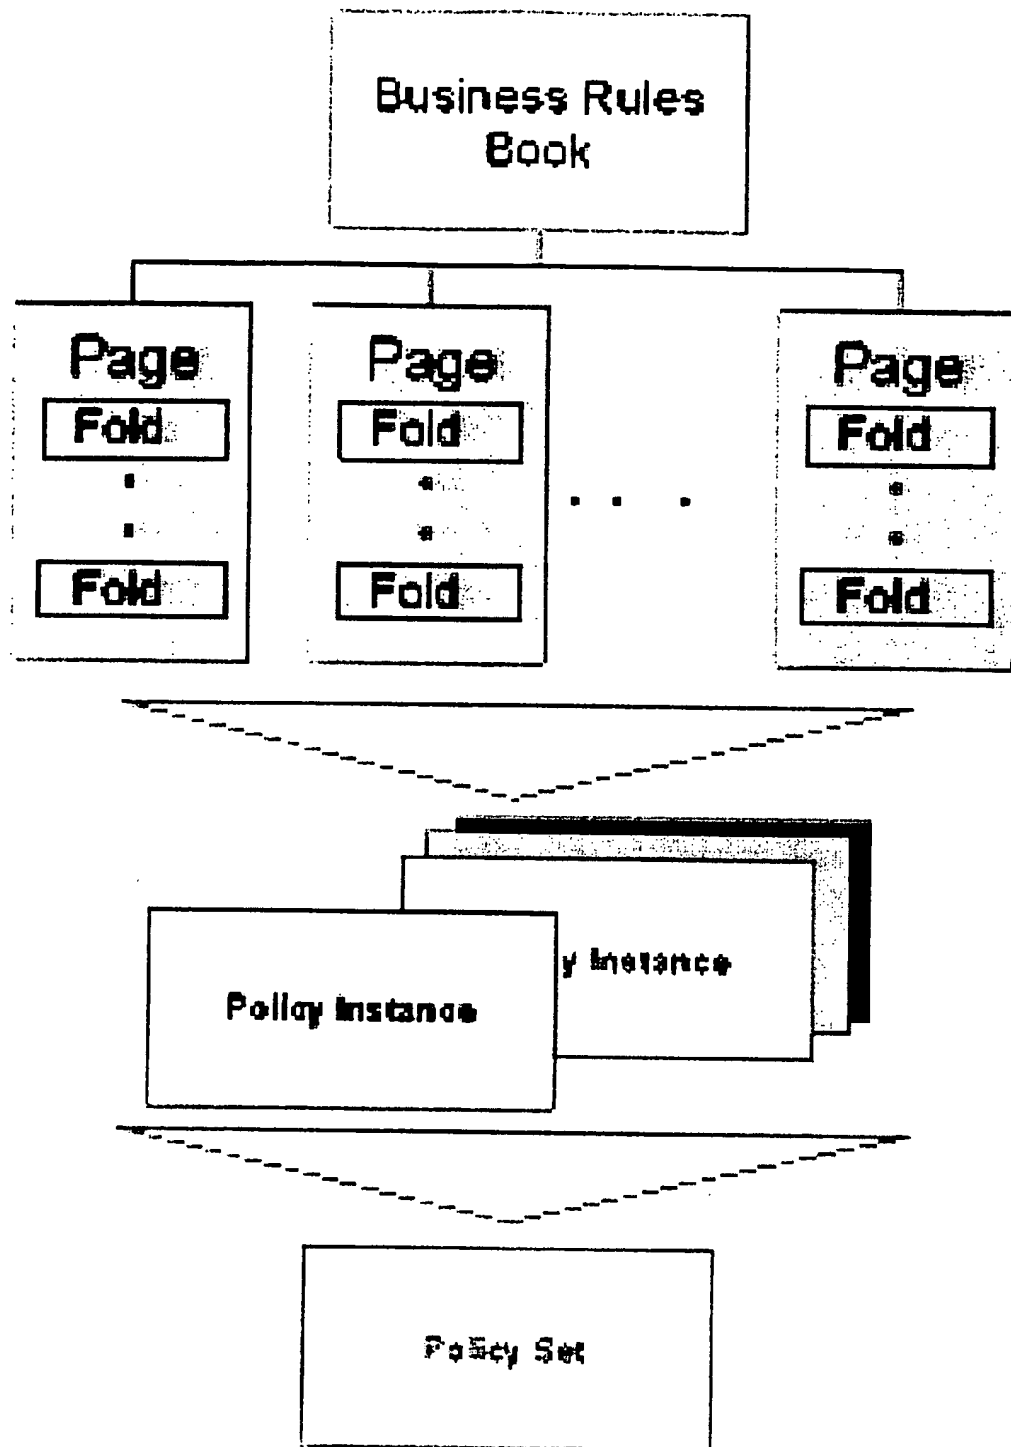 Business Rules
Book
Page
Fold
Fold
Page
Fold
Fold
Page
Fold
Fold
Policy Instance
y Instance
Policy Set